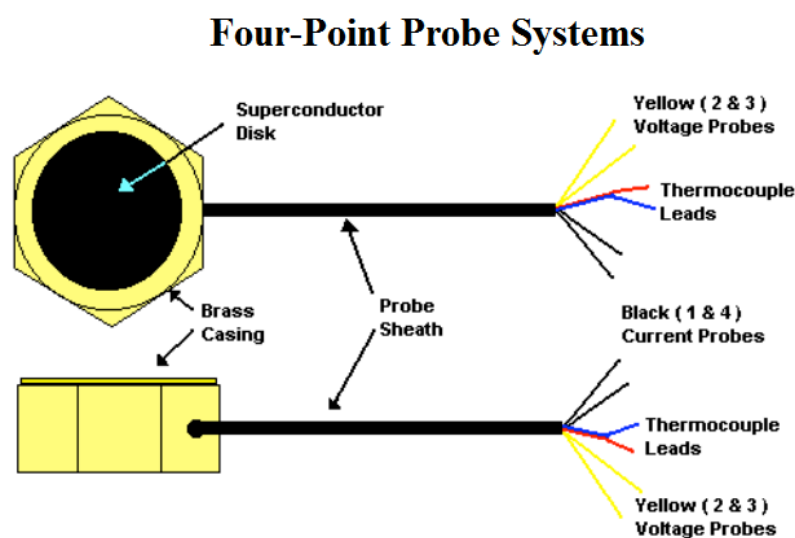 Four-Point Probe Systems
Superconductor
Disk
Yellow ( 2 & 3 )
Voltage Probes
Thermocouple
Leads
Brass
Casing
Probe
Sheath
Black ( 1 & 4 )
Current Probes
Thermocouple
Leads
Yellow ( 2 & 3 )
Voltage Probes